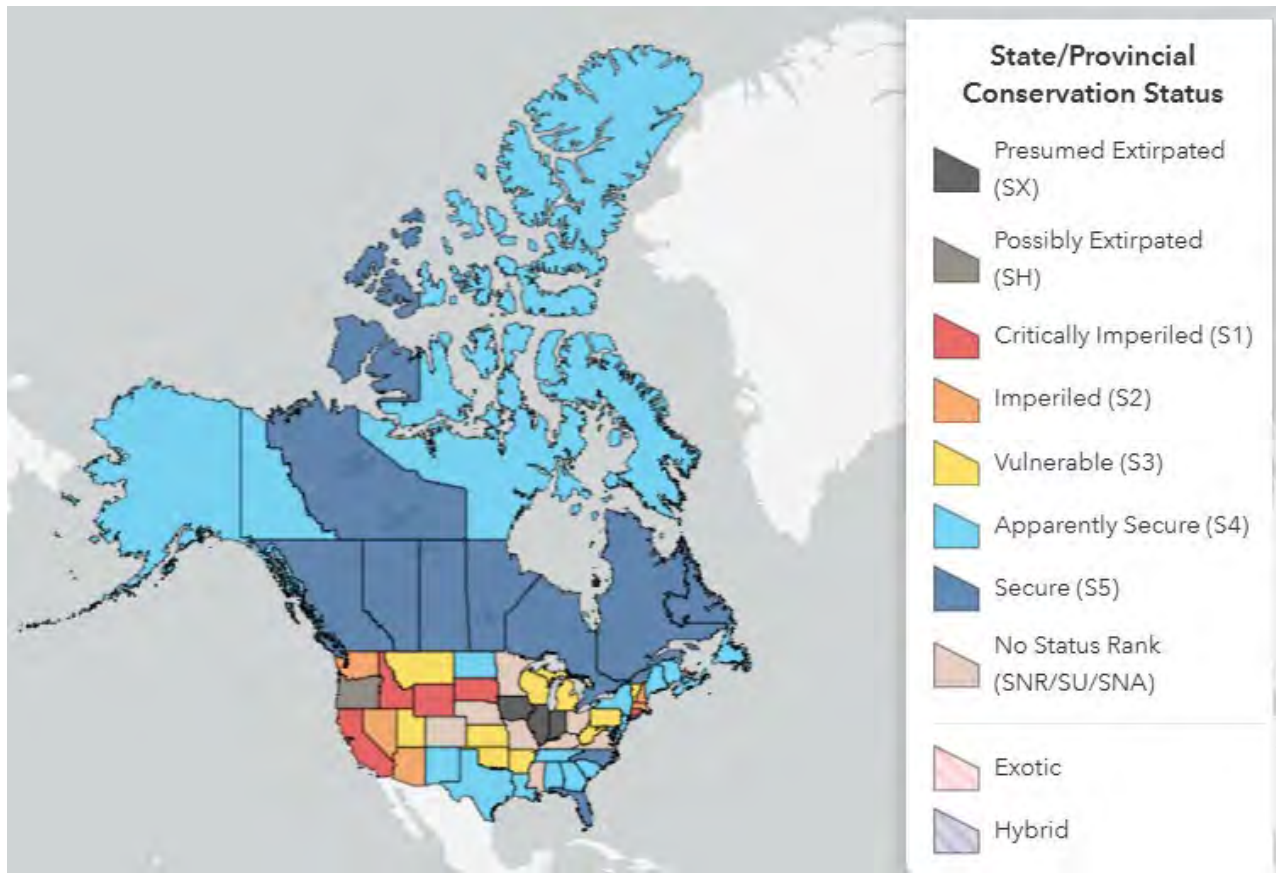 State/Provincial
Conservation Status
Presumed Extirpated
(SX)
Possibly Extirpated
(SH)
Critically Imperiled (S1)
Imperiled (S2)
Vulnerable (S3)
Apparently Secure (S4)
Secure (S5)
No Status Rank
(SNR/SU/SNA)
Exotic
Hybrid